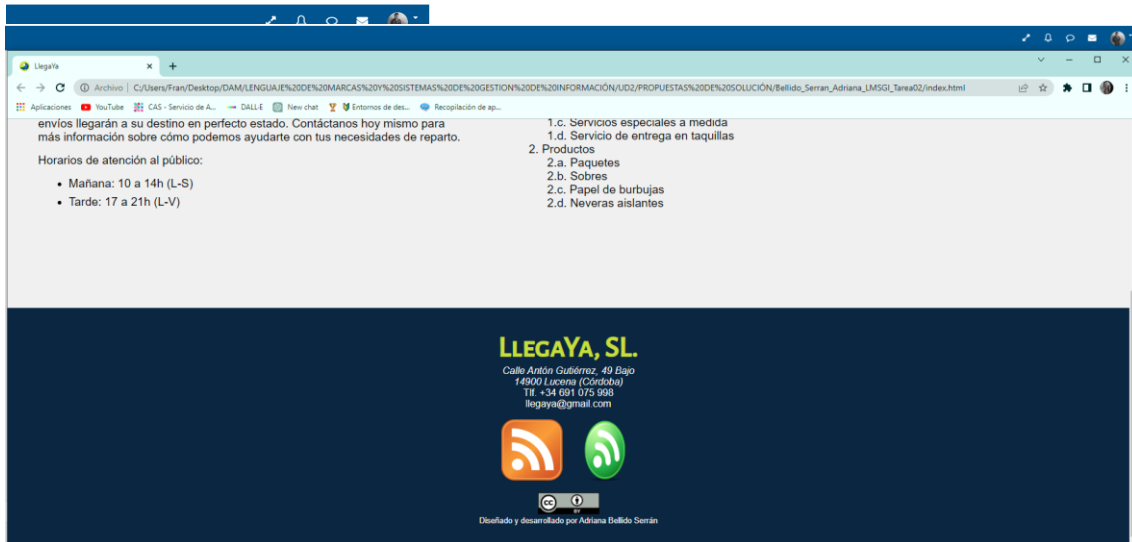 LlegaYa
Archivo | C:/Users/Fran/Desktop/DAM/LENGUAJE%20DE%20MARCAS%20Y%20SISTEMAS%20DE%20GESTION%20DE%20INFORMACIÓN/UD2/PROPUESTAS%20DE%20SOLUCIÓN/Bellido_Serran_Adriana_LMSGI_Tarea02/index.html
Aplicaciones YouTube CAS - Servicio de A... DALL·E New chat Entornos de des... Recopilación de ap...
envíos llegarán a su destino en perfecto estado. Contáctanos hoy mismo para
más información sobre cómo podemos ayudarte con tus necesidades de reparto.
Horarios de atención al público:
• Mañana: 10 a 14h (L-S)
• Tarde: 17 a 21h (L-V)
1.c. Servicios especiales a medida
1.d. Servicio de entrega en taquillas
2. Productos
2.a. Paquetes
2.b. Sobres
2.c. Papel de burbujas
2.d. Neveras aislantes
LLEGAYA, SL.
Calle Antón Gutiérrez, 49 Bajo
14900 Lucena (Córdoba)
Tlf. +34 691 075 998
llegaya@gmail.com
cc
BY
Diseñado y desarrollado por Adriana Bellido Serrán